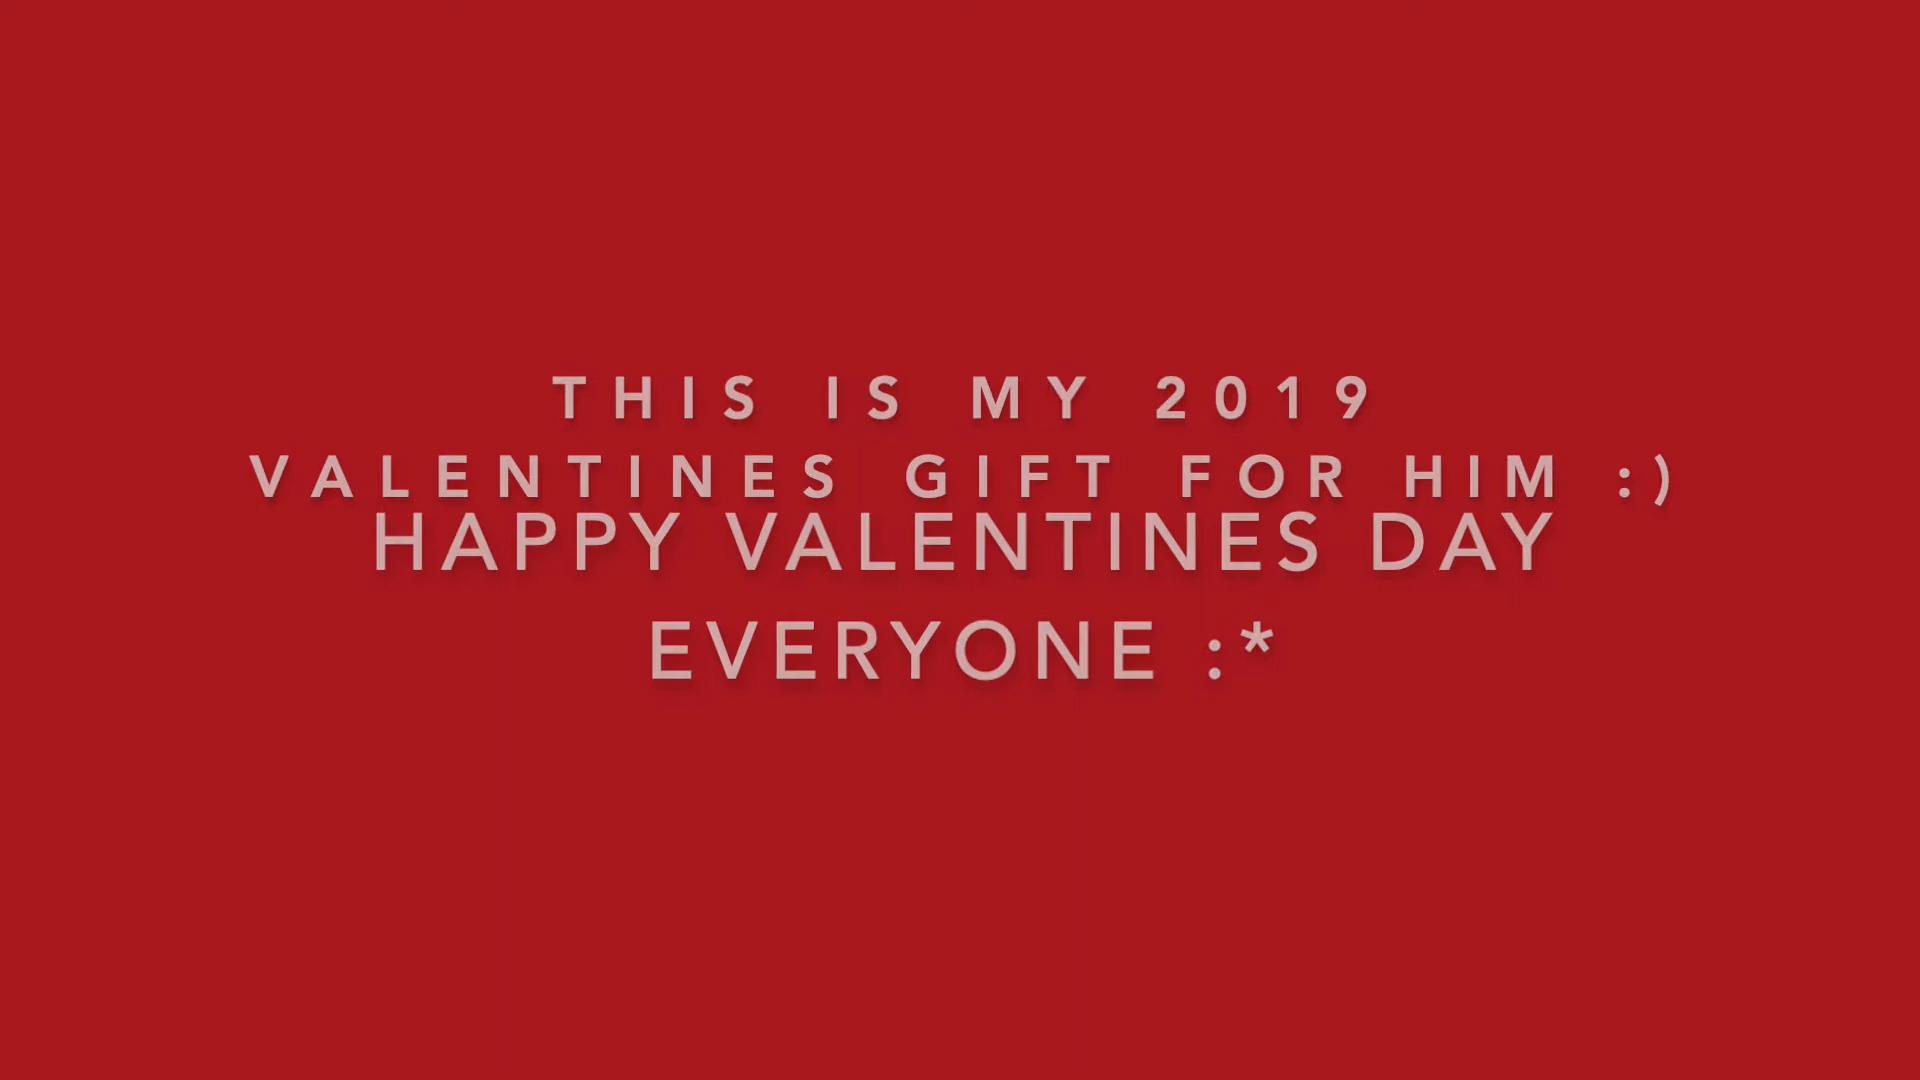 THIS IS MY 2019
VALENTINES GIFT FOR HIM :)
HAPPY VALENTINES DAY
EVERYONE :*